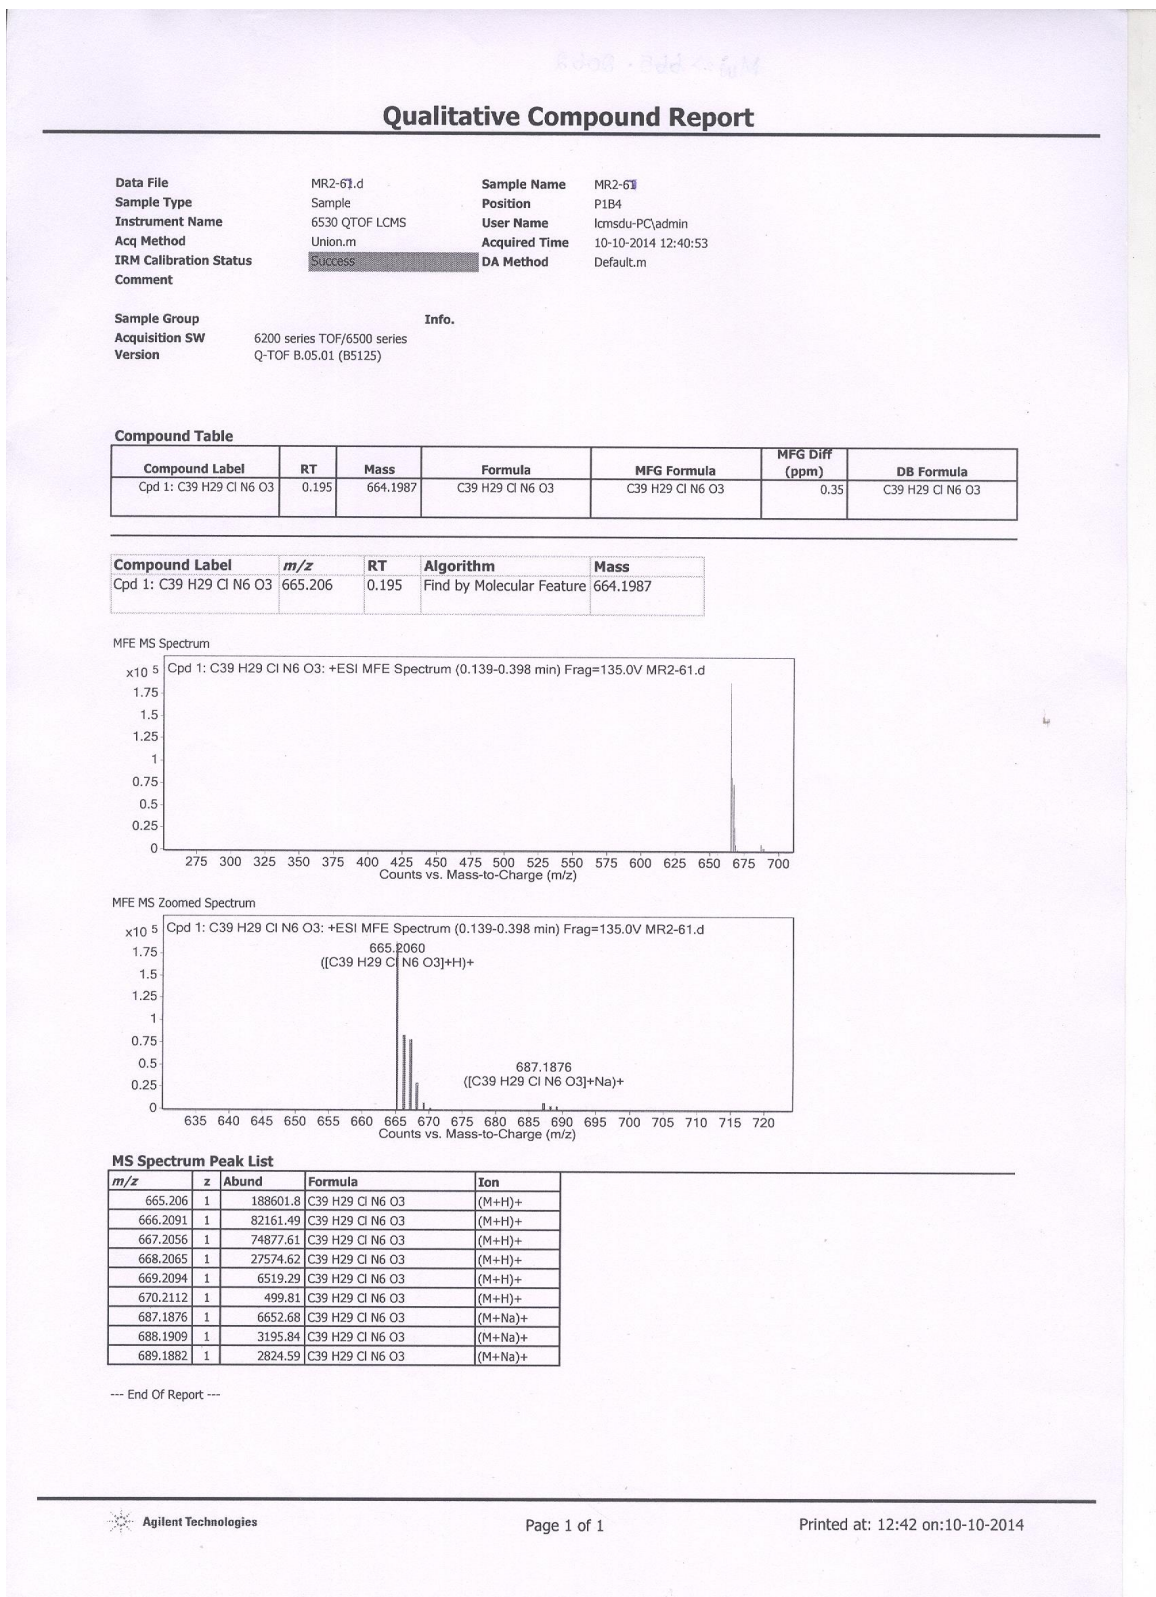 Qualitative Compound Report
Data File MR2-61.d Sample Name MR2-61
Sample Type Sample Position P1B4
Instrument Name 6530 QTOF LCMS User Name lcmsdu-PC\admin
Acq Method Union.m Acquired Time 10-10-2014 12:40:53
IRM Calibration Status Success DA Method Default.m
Comment
Sample Group Info.
Acquisition SW 6200 series TOF/6500 series
Version Q-TOF B.05.01 (B5125)
Compound Table
Compound Label RT Mass Formula MFG Formula MFG Diff (ppm) DB Formula
Cpd 1: C39 H29 Cl N6 O3 0.195 664.1987 C39 H29 Cl N6 O3 C39 H29 Cl N6 O3 0.35 C39 H29 Cl N6 O3
Compound Label m/z RT Algorithm Mass
Cpd 1: C39 H29 Cl N6 O3 665.206 0.195 Find by Molecular Feature 664.1987
MFE MS Spectrum
x10 5 Cpd 1: C39 H29 Cl N6 O3: +ESI MFE Spectrum (0.139-0.398 min) Frag=135.0V MR2-61.d
1.75
1.5
1.25
1
0.75
0.5
0.25
0
275 300 325 350 375 400 425 450 475 500 525 550 575 600 625 650 675 700
Counts vs. Mass-to-Charge (m/z)
MFE MS Zoomed Spectrum
x10 5 Cpd 1: C39 H29 Cl N6 O3: +ESI MFE Spectrum (0.139-0.398 min) Frag=135.0V MR2-61.d
665.2060
1.75
([C39 H29 Cl N6 O3]+H)+
1.5
1.25
1
0.75
0.5
687.1876
([C39 H29 Cl N6 O3]+Na)+
0.25
0
635 640 645 650 655 660 665 670 675 680 685 690 695 700 705 710 715 720
Counts vs. Mass-to-Charge (m/z)
MS Spectrum Peak List
m/z z Abund Formula Ion
665.206 1 188601.8 C39 H29 Cl N6 O3 (M+H)+
666.2091 1 82161.49 C39 H29 Cl N6 O3 (M+H)+
667.2056 1 74877.61 C39 H29 Cl N6 O3 (M+H)+
668.2065 1 27574.62 C39 H29 Cl N6 O3 (M+H)+
669.2094 1 6519.29 C39 H29 Cl N6 O3 (M+H)+
670.2112 1 499.81 C39 H29 Cl N6 O3 (M+H)+
687.1876 1 6652.68 C39 H29 Cl N6 O3 (M+Na)+
688.1909 1 3195.84 C39 H29 Cl N6 O3 (M+Na)+
689.1882 1 2824.59 C39 H29 Cl N6 O3 (M+Na)+
--- End Of Report ---
Agilent Technologies Page 1 of 1 Printed at: 12:42 on:10-10-2014